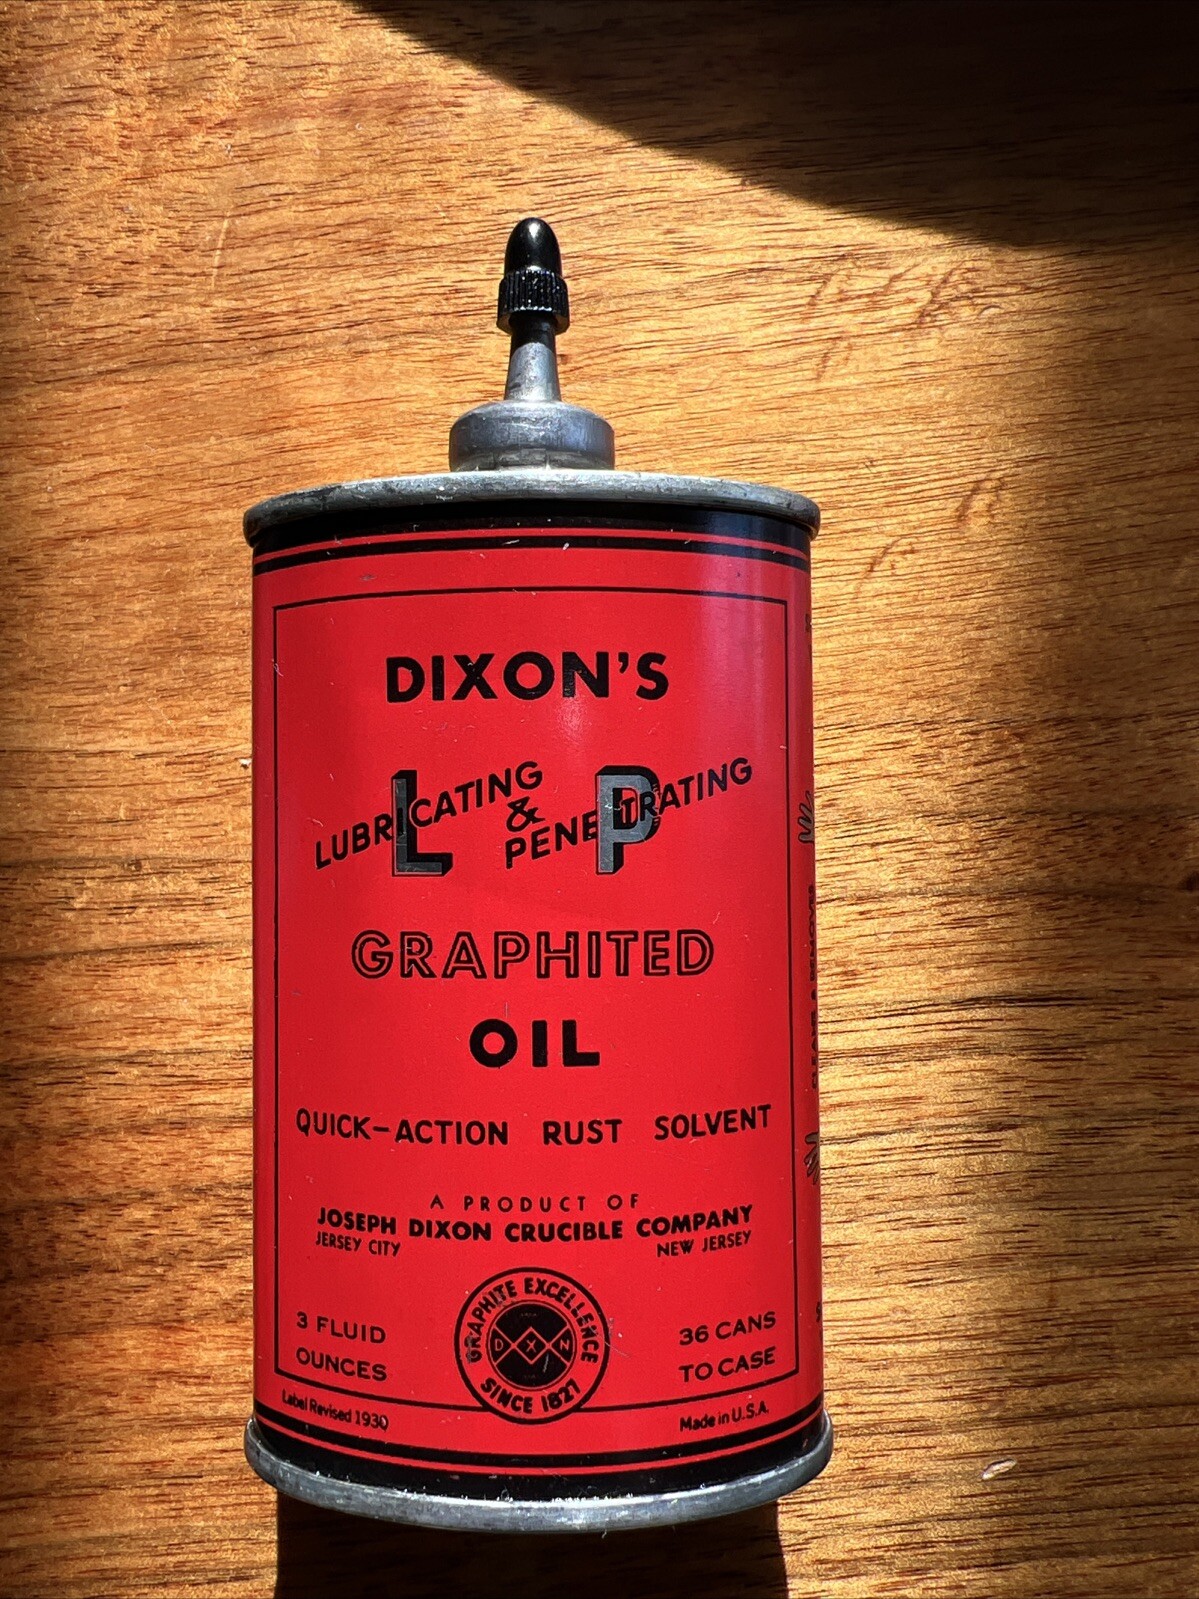 DIXON'S
LUBRICATING
&
PENETRATING
GRAPHITED
OIL
QUICK-ACTION RUST SOLVENT
A PRODUCT OF
JOSEPH DIXON CRUCIBLE COMPANY
JERSEY CITY NEW JERSEY
GRAPHITE EXCELLENCE
D X N
SINCE 1827
3 FLUID
OUNCES
36 CANS
TO CASE
Label Revised 1930
Made in U.S.A.